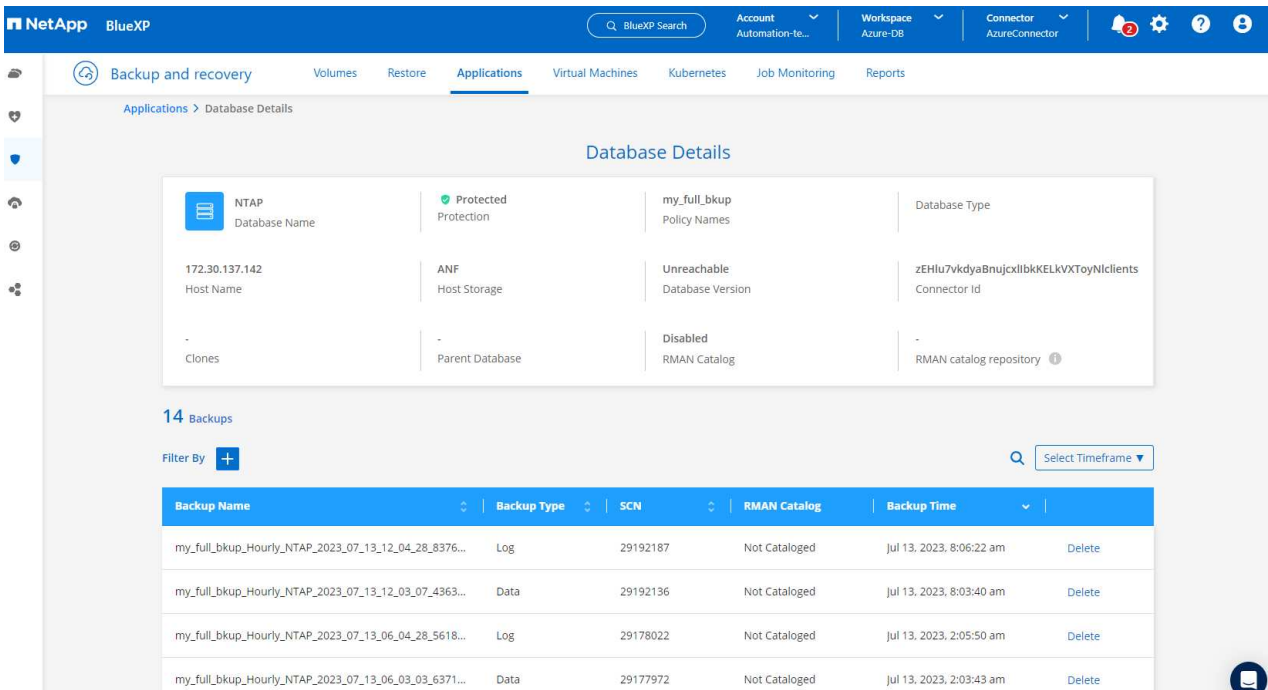 NetApp BlueXP
BlueXP Search
Account
Automation-te...
Workspace
Azure-DB
Connector
AzureConnector
2
Backup and recovery
Volumes
Restore
Applications
Virtual Machines
Kubernetes
Job Monitoring
Reports
Applications > Database Details
Database Details
NTAP
Database Name
Protected
Protection
my_full_bkup
Policy Names
Database Type
172.30.137.142
Host Name
ANF
Host Storage
Unreachable
Database Version
Connector Id
-
Clones
-
Parent Database
Disabled
RMAN Catalog
-
RMAN catalog repository
14 Backups
Filter By +
Select Timeframe
Backup Name Backup Type SCN RMAN Catalog Backup Time
my_full_bkup_Hourly_NTAP_2023_07_13_12_04_28_8376... Log 29192187 Not Cataloged Jul 13, 2023, 8:06:22 am Delete
my_full_bkup_Hourly_NTAP_2023_07_13_12_03_07_4363... Data 29192136 Not Cataloged Jul 13, 2023, 8:03:40 am Delete
my_full_bkup_Hourly_NTAP_2023_07_13_06_04_28_5618... Log 29178022 Not Cataloged Jul 13, 2023, 2:05:50 am Delete
my_full_bkup_Hourly_NTAP_2023_07_13_06_03_03_6371... Data 29177972 Not Cataloged Jul 13, 2023, 2:03:43 am Delete